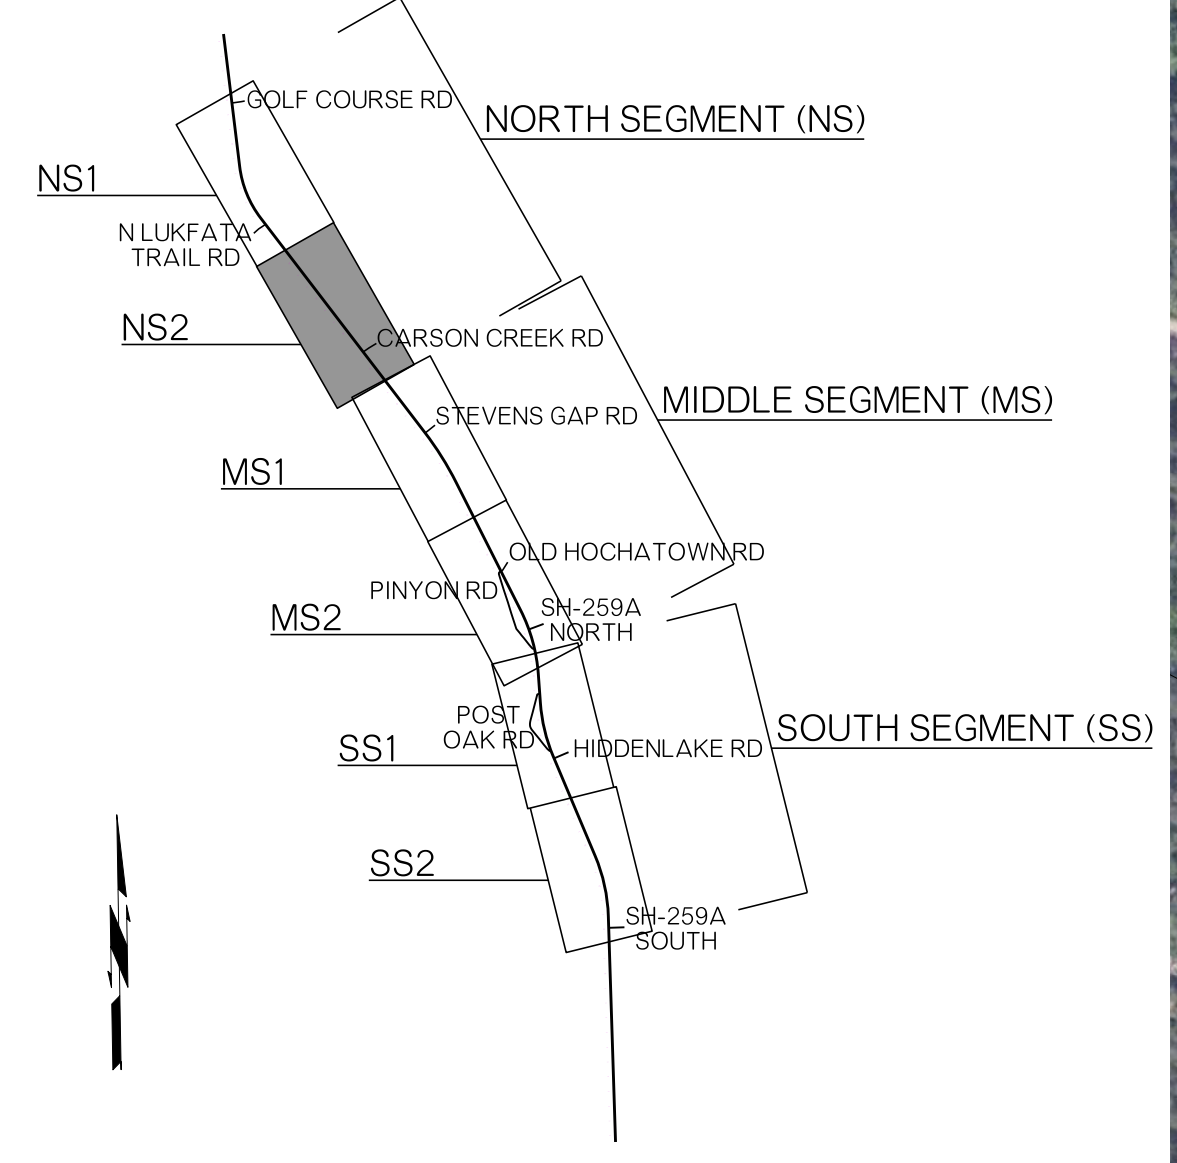 GOLF COURSE RD
NORTH SEGMENT (NS)
NS1
N LUKFATA
TRAIL RD
NS2
CARSON CREEK RD
MIDDLE SEGMENT (MS)
STEVENS GAP RD
MS1
OLD HOCHATOWN RD
PINYON RD
SH-259A
NORTH
MS2
POST
OAK RD
SOUTH SEGMENT (SS)
SS1
HIDDENLAKE RD
SS2
SH-259A
SOUTH